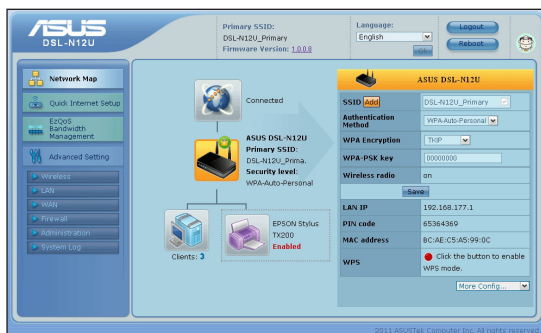 ASUS
DSL-N12U
Primary SSID:
DSL-N12U_Primary
Firmware Version: 1.0.0.8
Language:
English
Ok
Logout
Reboot
Network Map
Quick Internet Setup
EzQoS
Bandwidth
Management
Advanced Setting
Wireless
LAN
WAN
Firewall
Administration
System Log
Connected
ASUS DSL-N12U
Primary SSID:
DSL-N12U_Prima.
Security level:
WPA-Auto-Personal
Clients: 3
EPSON Stylus
TX200
Enabled
ASUS DSL-N12U
SSID Add DSL-N12U_Primary
Authentication
Method WPA-Auto-Personal
WPA Encryption TKIP
WPA-PSK key 00000000
Wireless radio on
Save
LAN IP 192.168.177.1
PIN code 65364369
MAC address BC:AE:C5:A5:99:0C
WPS Click the button to enable
WPS mode.
More Config...
2011 ASUSTek Computer Inc. All rights reserved